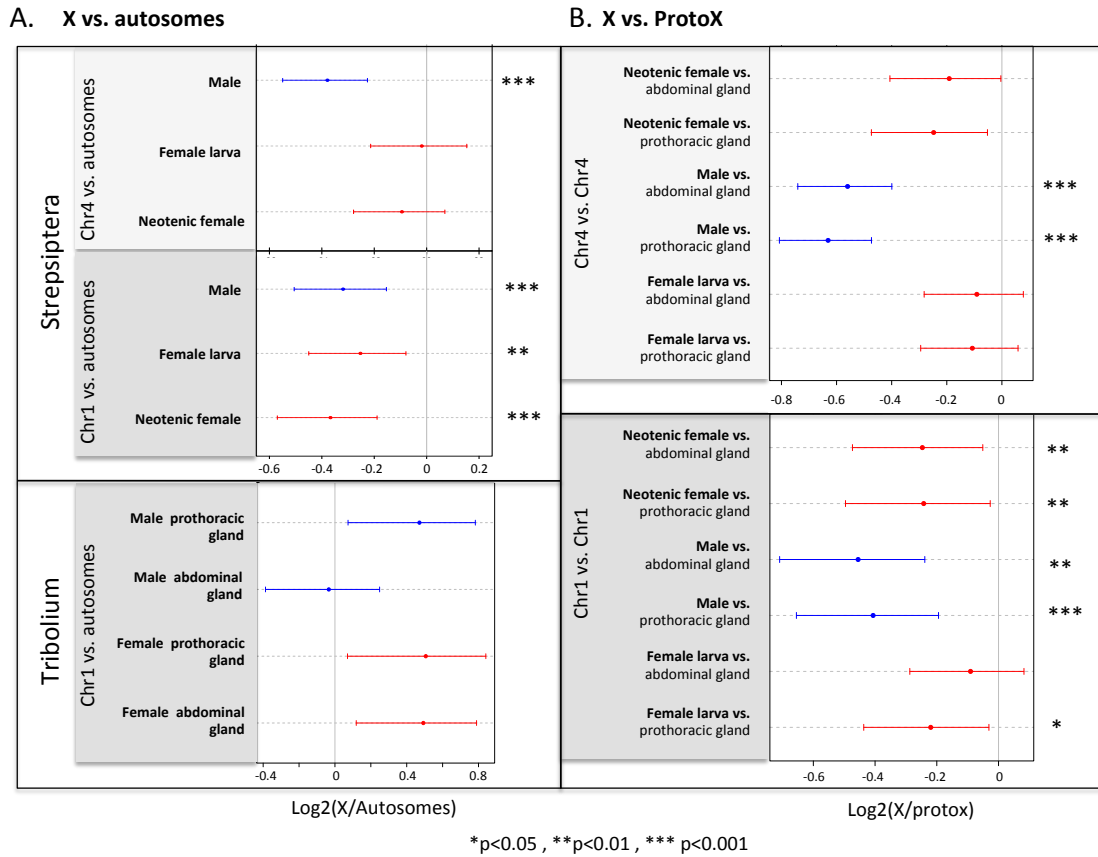 A. X vs. autosomes
Strepsiptera
Chr4 vs. autosomes
Male
***
Female larva
Neotenic female
Chr1 vs. autosomes
Male
***
Female larva
**
Neotenic female
***
-0.6 -0.4 -0.2 0 0.2
Tribolium
Chr1 vs. autosomes
Male prothoracic
gland
Male abdominal
gland
Female prothoracic
gland
Female abdominal
gland
-0.4 0 0.4 0.8
Log2(X/Autosomes)
B. X vs. ProtoX
Chr4 vs. Chr4
Neotenic female vs.
abdominal gland
Neotenic female vs.
prothoracic gland
Male vs.
abdominal gland
***
Male vs.
prothoracic gland
***
Female larva vs.
abdominal gland
Female larva vs.
prothoracic gland
-0.8 -0.6 -0.4 -0.2 0
Chr1 vs. Chr1
Neotenic female vs.
abdominal gland
**
Neotenic female vs.
prothoracic gland
**
Male vs.
abdominal gland
**
Male vs.
prothoracic gland
***
Female larva vs.
abdominal gland
Female larva vs.
prothoracic gland
*
-0.6 -0.4 -0.2 0
Log2(X/protox)
*p<0.05 , **p<0.01 , *** p<0.001